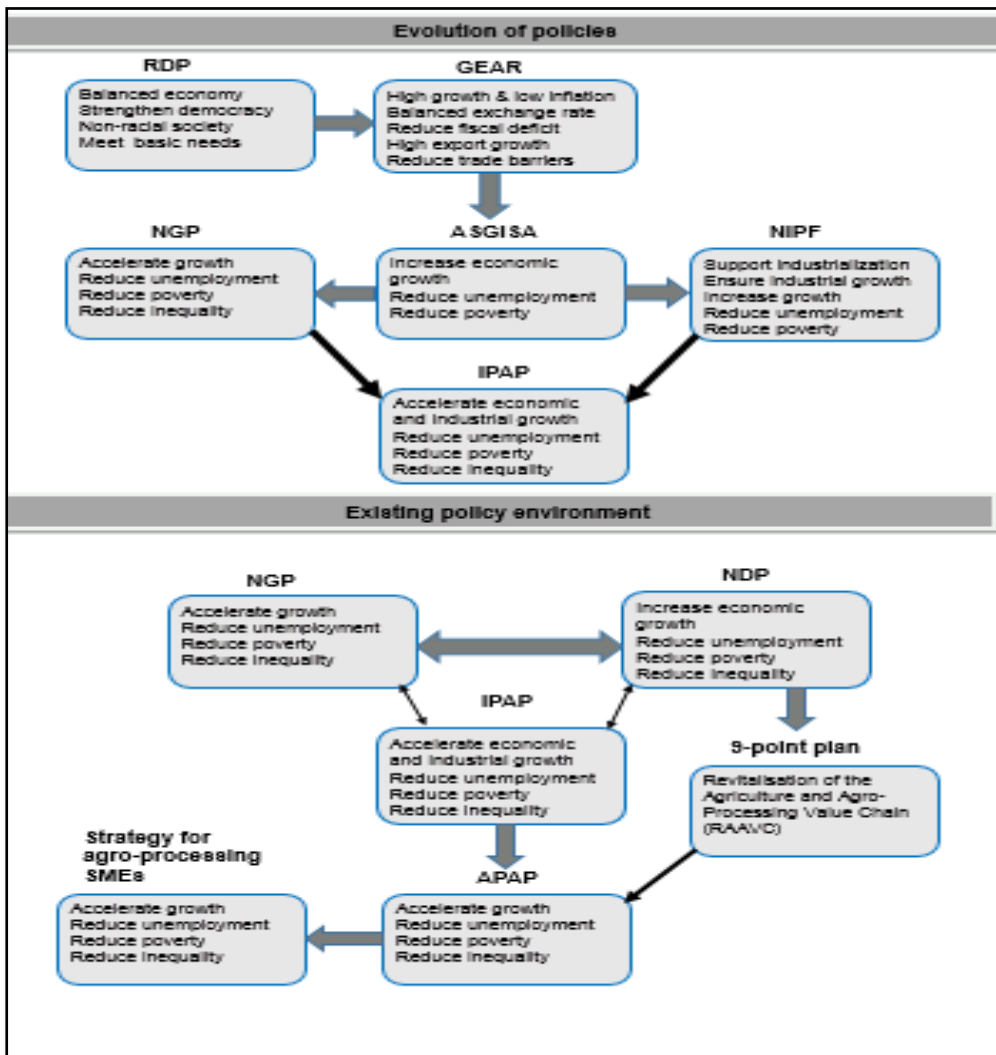 Evolution of policies
RDP
Balanced economy
Strengthen democracy
Non-racial society
Meet basic needs
GEAR
High growth & low inflation
Balanced exchange rate
Reduce fiscal deficit
High export growth
Reduce trade barriers
NGP
Accelerate growth
Reduce unemployment
Reduce poverty
Reduce inequality
ASGISA
Increase economic
growth
Reduce unemployment
Reduce poverty
NIPF
Support industrialization
Ensure industrial growth
Increase growth
Reduce unemployment
Reduce poverty
IPAP
Accelerate economic
and industrial growth
Reduce unemployment
Reduce poverty
Reduce inequality
Existing policy environment
NGP
Accelerate growth
Reduce unemployment
Reduce poverty
Reduce inequality
NDP
Increase economic
growth
Reduce unemployment
Reduce poverty
Reduce inequality
IPAP
Accelerate economic
and industrial growth
Reduce unemployment
Reduce poverty
Reduce inequality
9-point plan
Revitalisation of the
Agriculture and Agro-
Processing Value Chain
(RAAVC)
Strategy for
agro-processing
SMEs
Accelerate growth
Reduce unemployment
Reduce poverty
Reduce inequality
APAP
Accelerate growth
Reduce unemployment
Reduce poverty
Reduce inequality